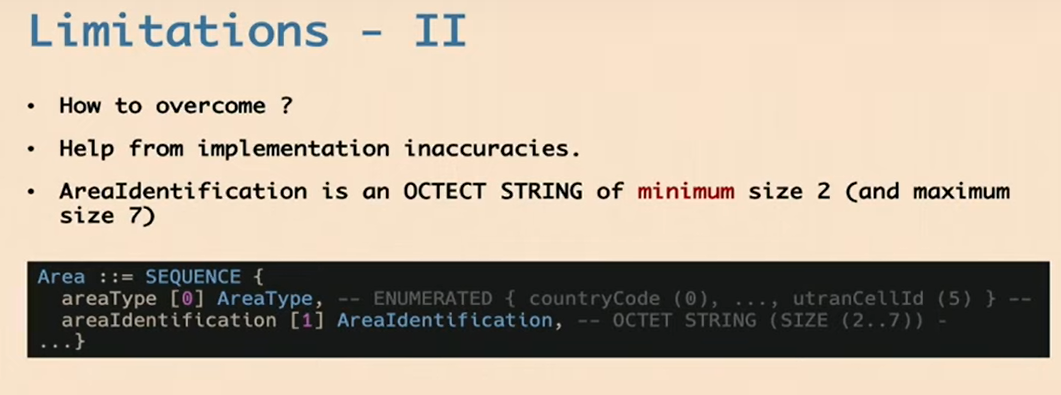 Limitations - II
• How to overcome ?
• Help from implementation inaccuracies.
• AreaIdentification is an OCTECT STRING of minimum size 2 (and maximum
size 7)
Area ::= SEQUENCE {
areaType [0] AreaType, -- ENUMERATED { countryCode (0), ..., utranCellId (5) } --
areaIdentification [1] AreaIdentification, -- OCTET STRING (SIZE (2..7)) -
...}